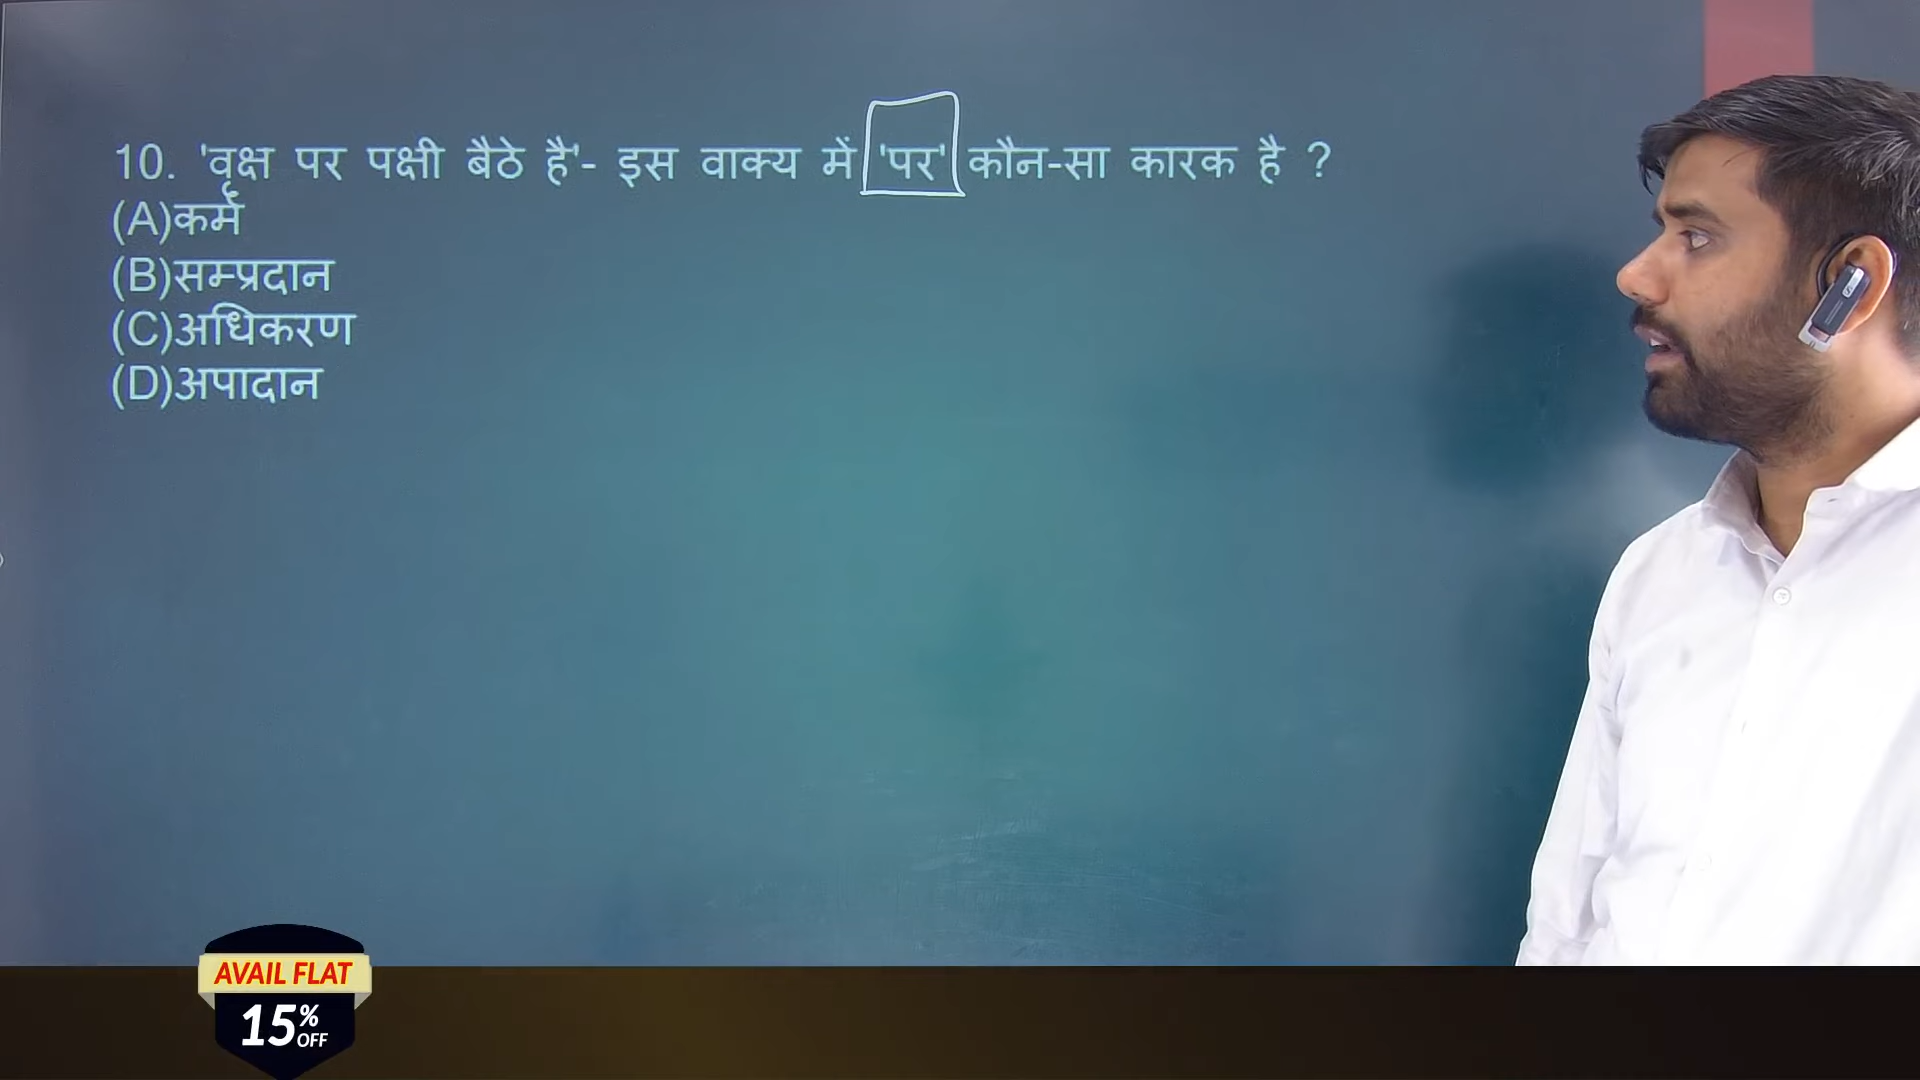 10. 'वृक्ष पर पक्षी बैठे है'- इस वाक्य में 'पर' कौन-सा कारक है ?
(A)कर्म
(B)सम्प्रदान
(C)अधिकरण
(D)अपादान
AVAIL FLAT
15% OFF